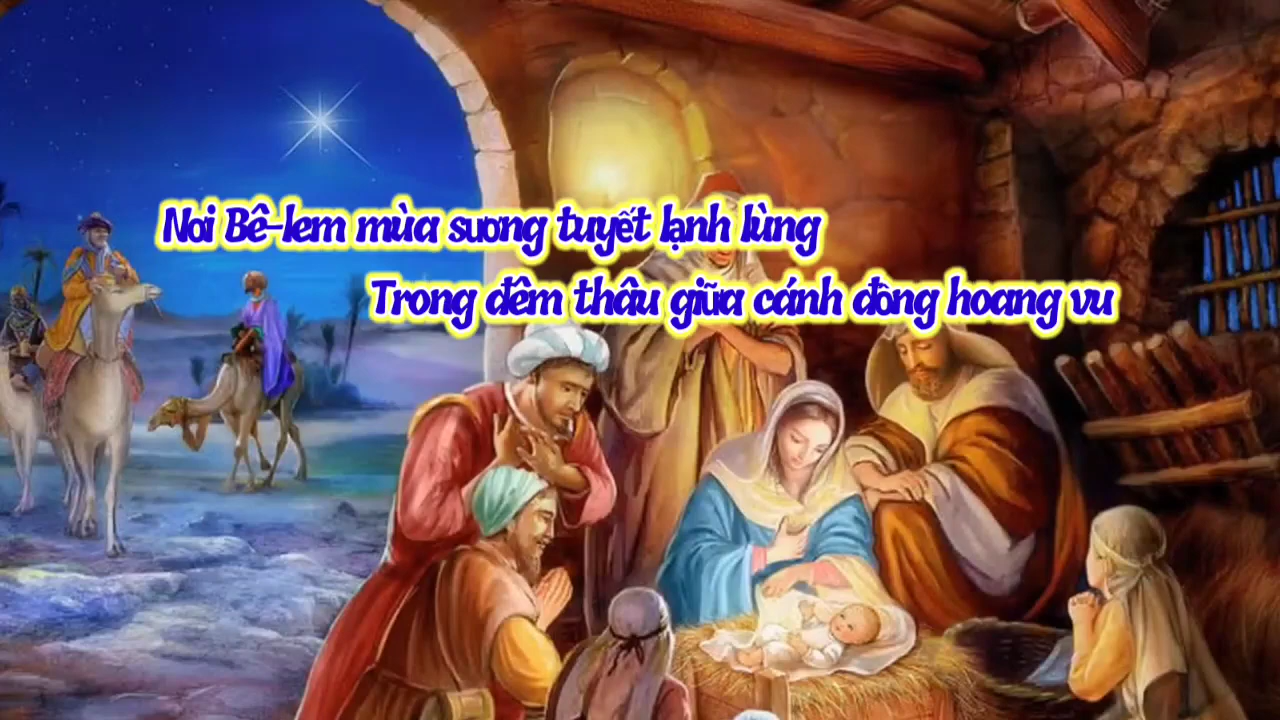 Nơi Bê-lem mùa sương tuyết lạnh lùng
Trong đêm thâu giữa cánh đồng hoang vu